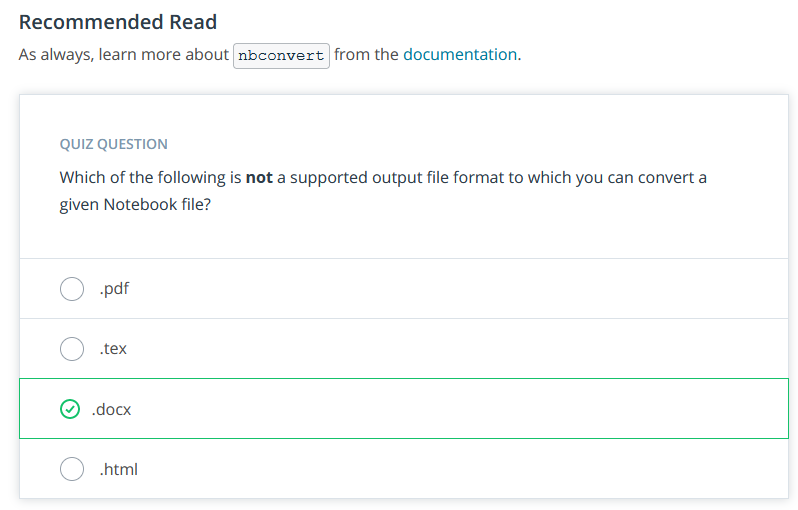 Recommended Read
As always, learn more about nbconvert from the documentation.
QUIZ QUESTION
Which of the following is not a supported output file format to which you can convert a
given Notebook file?
.pdf
.tex
.docx
.html